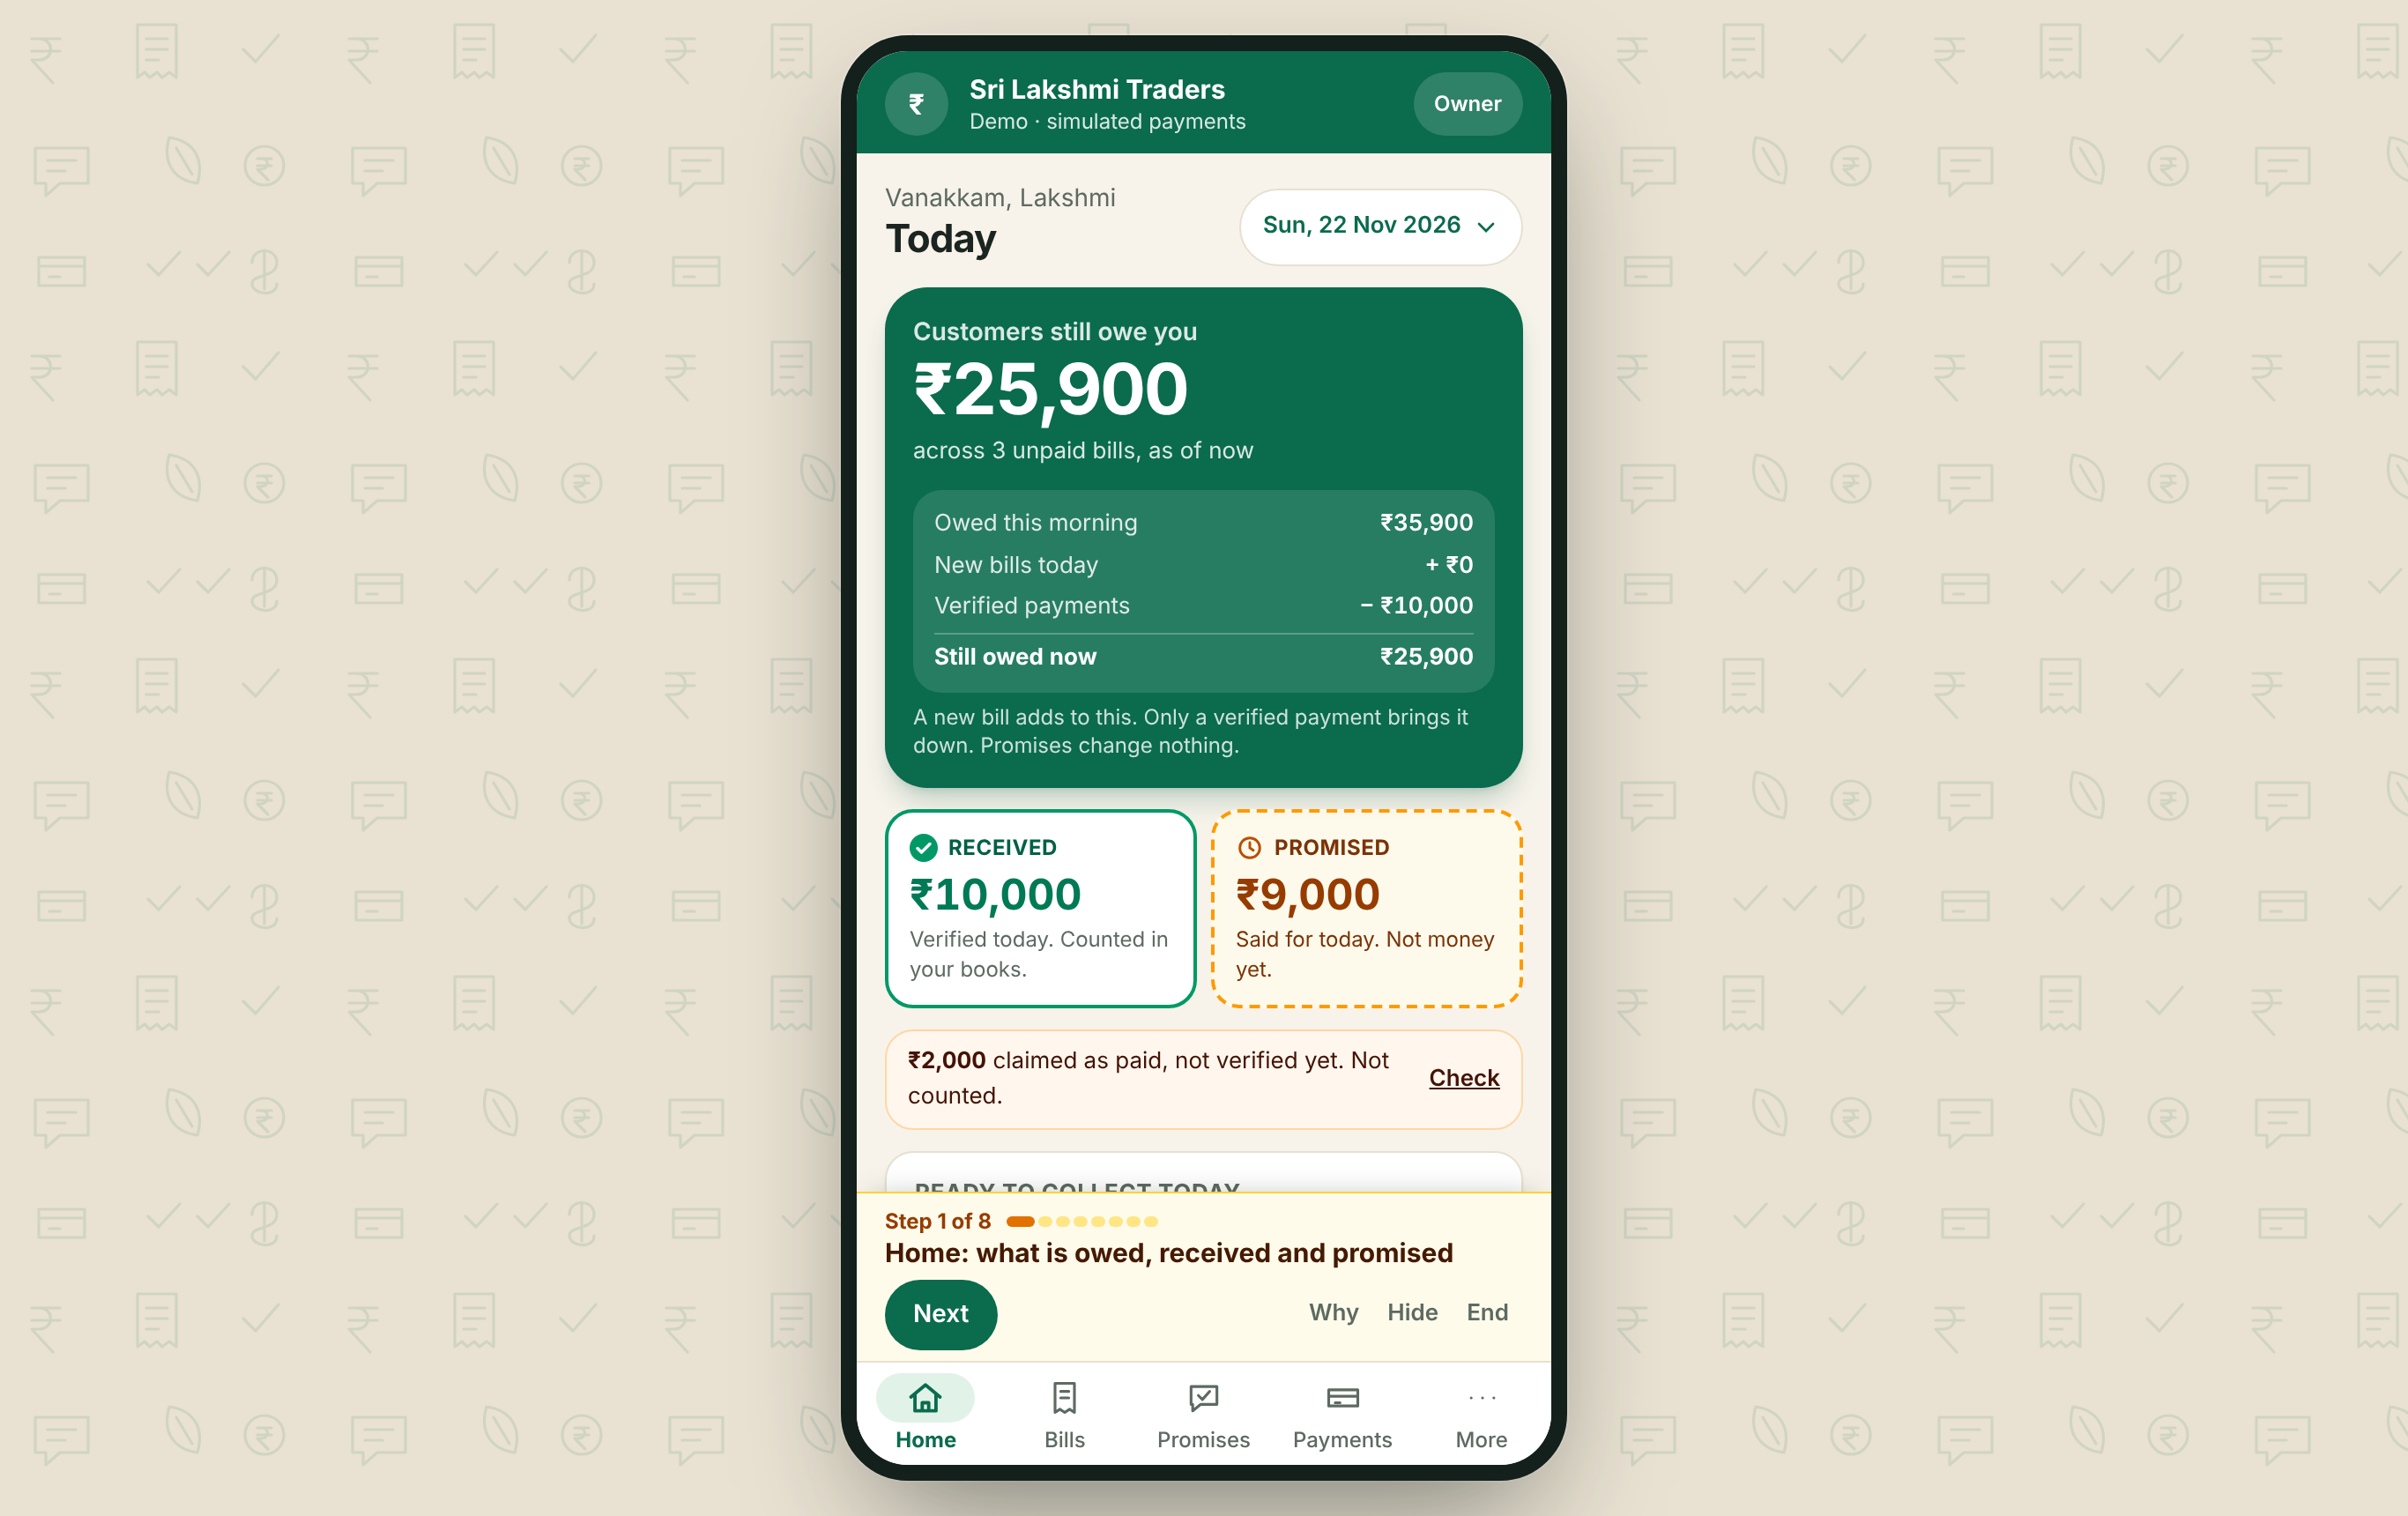 ₹
Sri Lakshmi Traders
Demo · simulated payments
Owner
Vanakkam, Lakshmi
Today
Sun, 22 Nov 2026
Customers still owe you
₹25,900
across 3 unpaid bills, as of now
Owed this morning ₹35,900
New bills today + ₹0
Verified payments − ₹10,000
Still owed now ₹25,900
A new bill adds to this. Only a verified payment brings it
down. Promises change nothing.
RECEIVED
₹10,000
Verified today. Counted in
your books.
PROMISED
₹9,000
Said for today. Not money
yet.
₹2,000 claimed as paid, not verified yet. Not
counted.
Check
READY TO COLLECT TODAY
Step 1 of 8
Home: what is owed, received and promised
Next
Why Hide End
Home Bills Promises Payments More